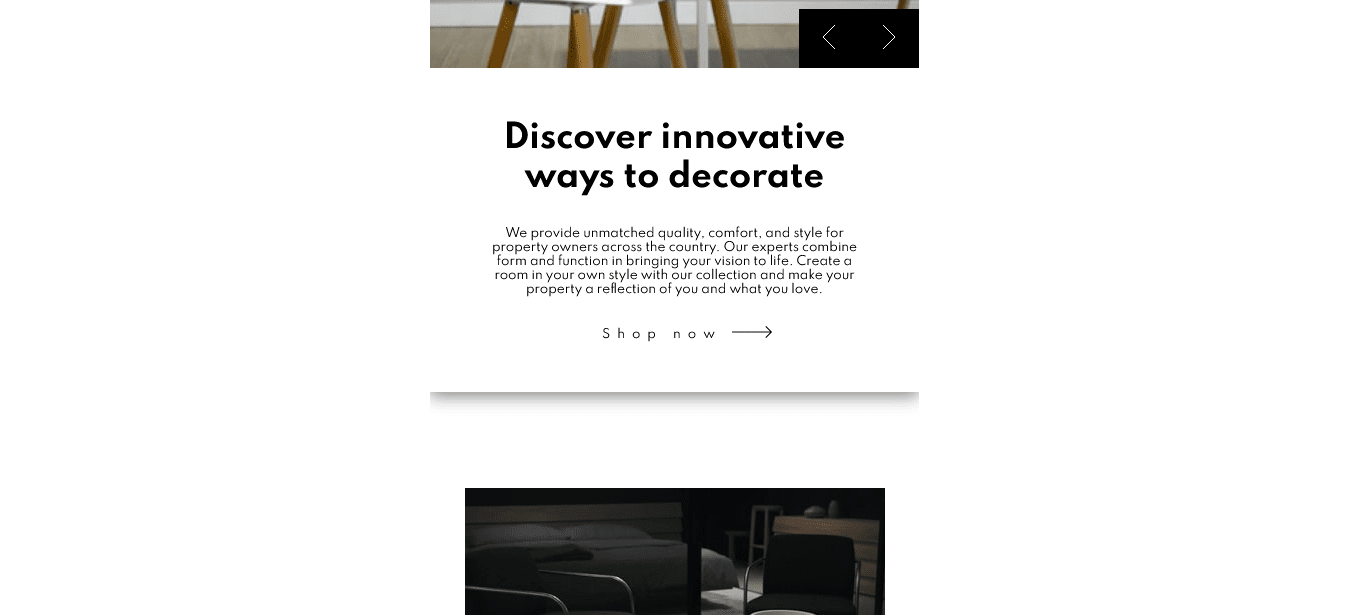 Discover innovative
ways to decorate
We provide unmatched quality, comfort, and style for
property owners across the country. Our experts combine
form and function in bringing your vision to life. Create a
room in your own style with our collection and make your
property a reflection of you and what you love.
Shop now